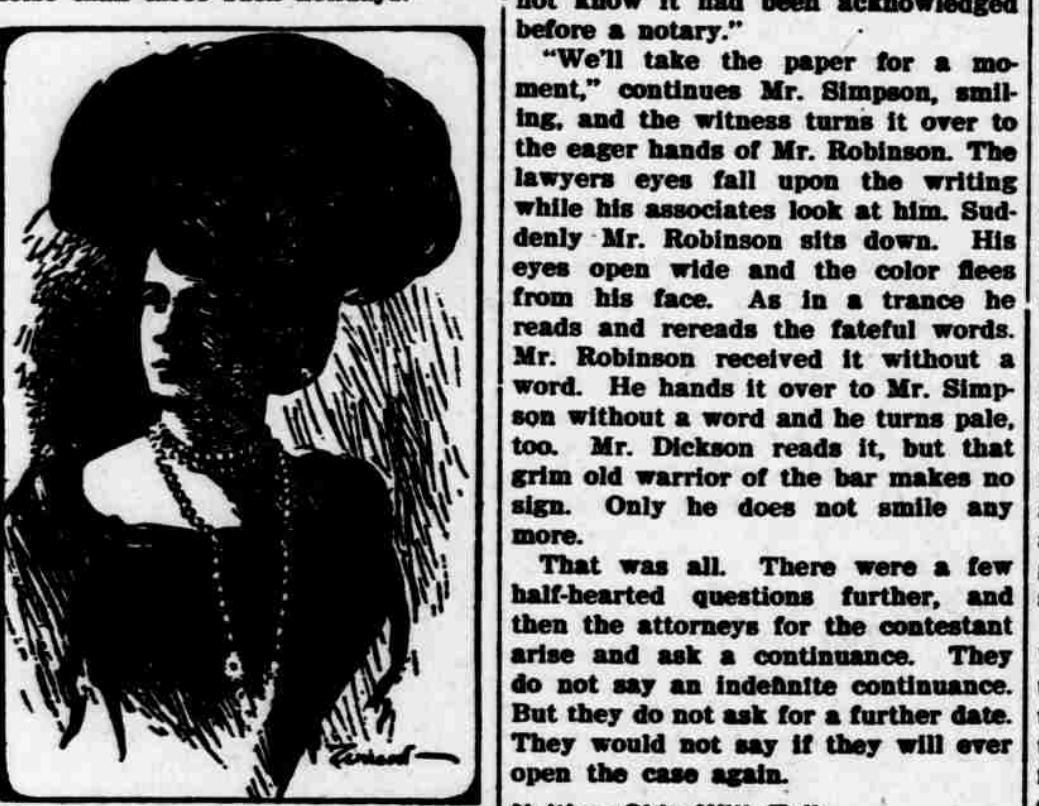 not know it had been acknowledged
before a notary."
"We'll take the paper for a mo-
ment," continues Mr. Simpson, smil-
ing, and the witness turns it over to
the eager hands of Mr. Robinson. The
lawyers eyes fall upon the writing
while his associates look at him. Sud-
denly Mr. Robinson sits down. His
eyes open wide and the color flees
from his face. As in a trance he
reads and rereads the fateful words.
Mr. Robinson received it without a
word. He hands it over to Mr. Simp-
son without a word and he turns pale,
too. Mr. Dickson reads it, but that
grim old warrior of the bar makes no
sign. Only he does not smile any
more.
That was all. There were a few
half-hearted questions further, and
then the attorneys for the contestant
arise and ask a continuance. They
do not say an indefinite continuance.
But they do not ask for a further date.
They would not say if they will ever
open the case again.